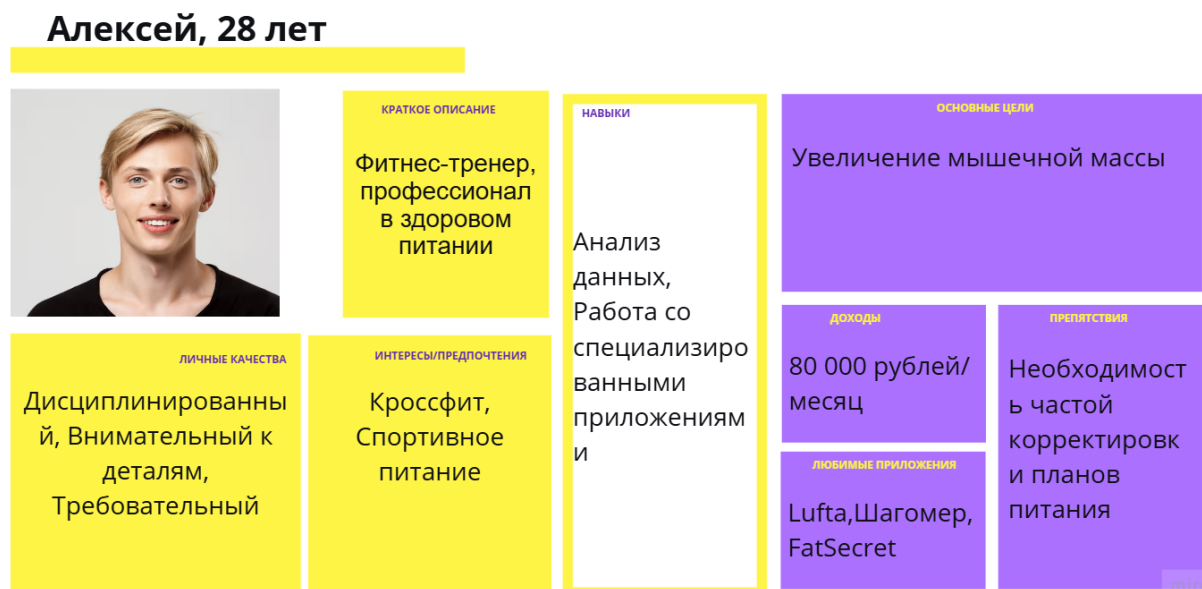 Алексей, 28 лет
КРАТКОЕ ОПИСАНИЕ
Фитнес-тренер,
профессионал
в здоровом
питании
НАВЫКИ
Анализ
данных,
Работа со
специализиро
ванными
приложениям
и
ОСНОВНЫЕ ЦЕЛИ
Увеличение мышечной массы
ЛИЧНЫЕ КАЧЕСТВА
Дисциплинированны
й, Внимательный к
деталям,
Требовательный
ИНТЕРЕСЫ/ПРЕДПОЧТЕНИЯ
Кроссфит,
Спортивное
питание
ДОХОДЫ
80 000 рублей/
месяц
ЛЮБИМЫЕ ПРИЛОЖЕНИЯ
Lufta,Шагомер,
FatSecret
ПРЕПЯТСТВИЯ
Необходимост
ь частой
корректировк
и планов
питания